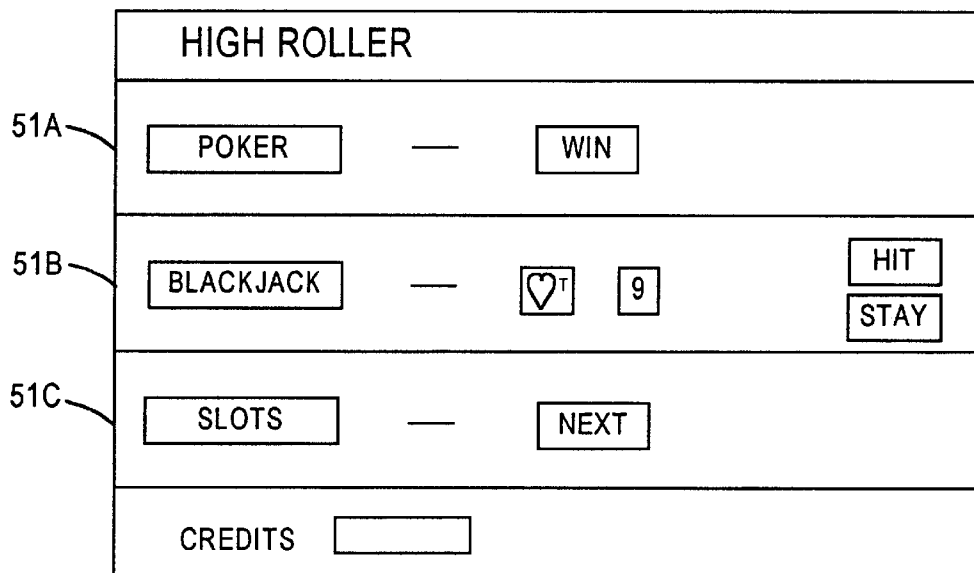 HIGH ROLLER
51A
POKER — WIN
51B
BLACKJACK — ♡T 9
HIT
STAY
51C
SLOTS — NEXT
CREDITS